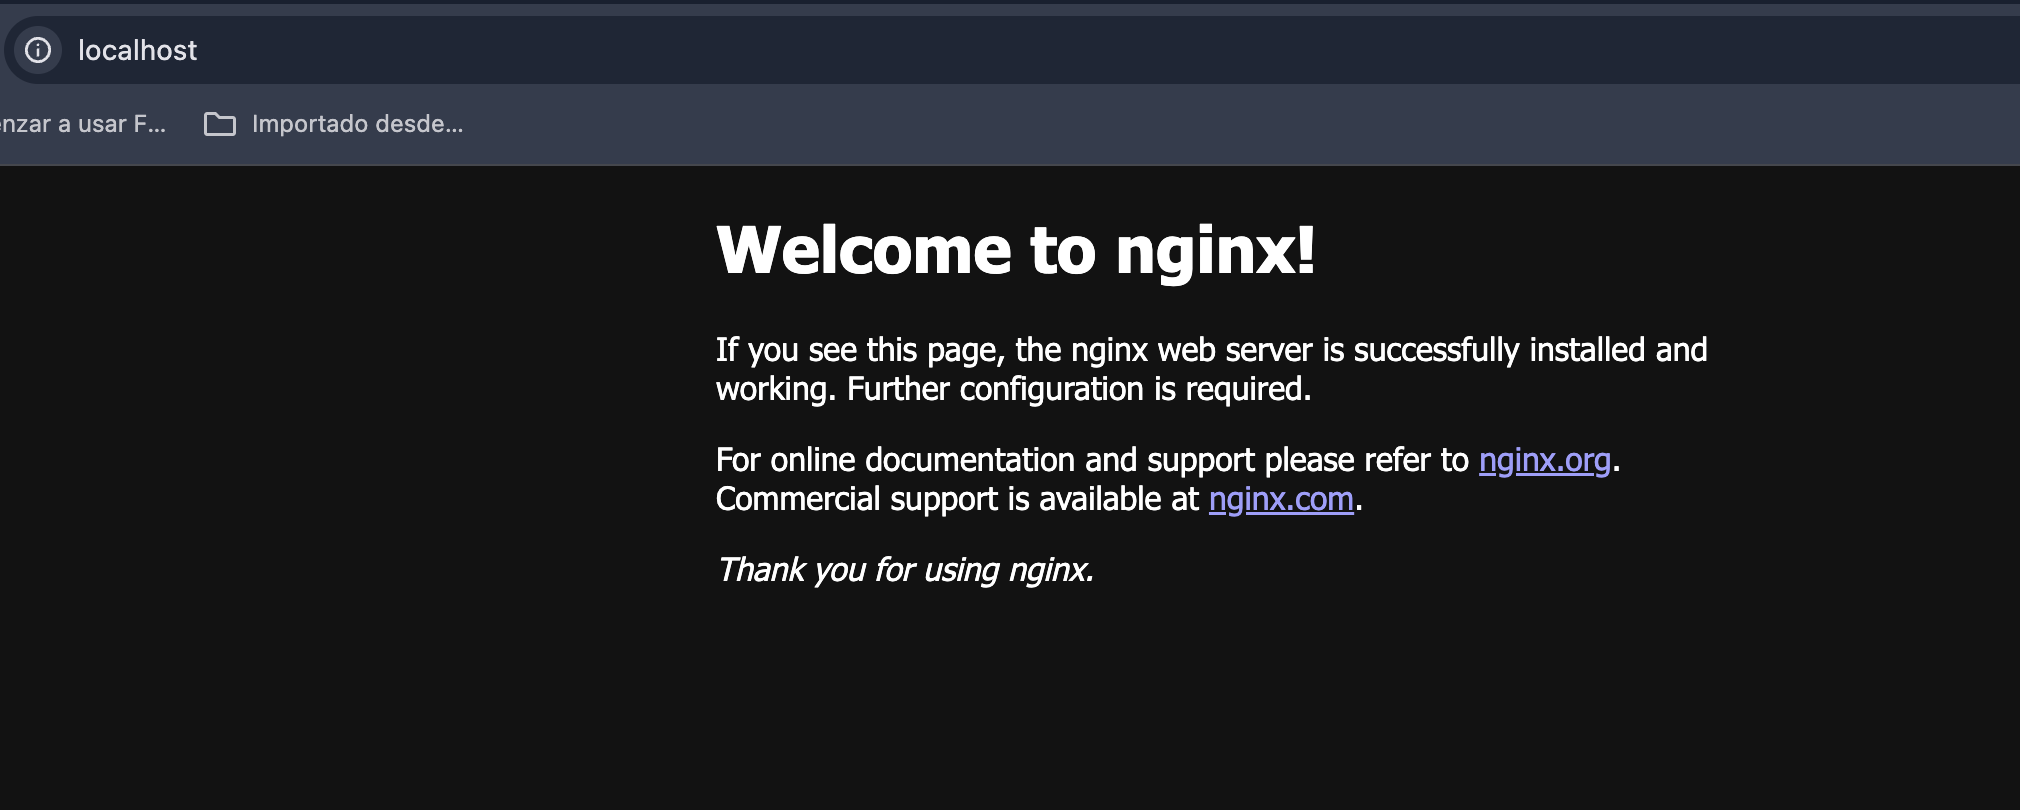 localhost
nzar a usar F...
Importado desde...
Welcome to nginx!
If you see this page, the nginx web server is successfully installed and
working. Further configuration is required.
For online documentation and support please refer to nginx.org.
Commercial support is available at nginx.com.
Thank you for using nginx.